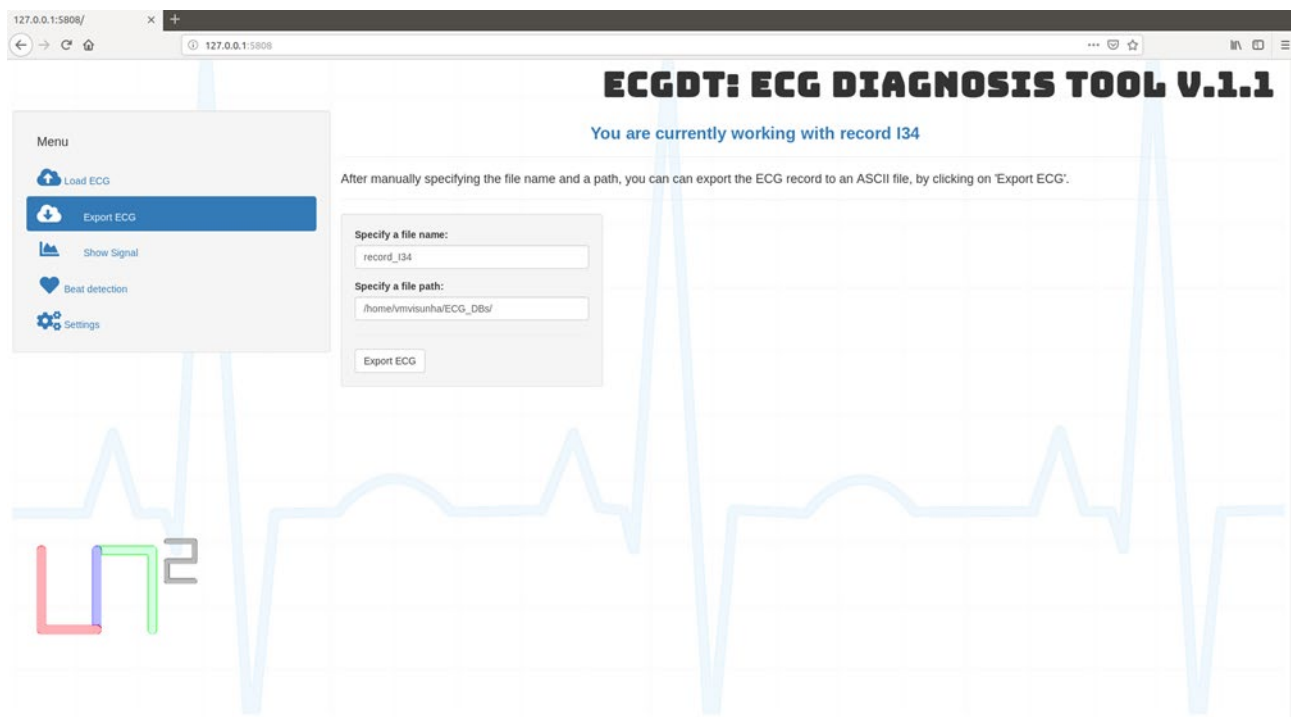 127.0.0.1:5808/
127.0.0.1:5808
ECGDT: ECG DIAGNOSIS TOOL V.1.1
Menu
Load ECG
Export ECG
Show Signal
Beat detection
Settings
You are currently working with record I34
After manually specifying the file name and a path, you can can export the ECG record to an ASCII file, by clicking on 'Export ECG'.
Specify a file name:
record_I34
Specify a file path:
/home/vmvisunha/ECG_DBs/
Export ECG
un2